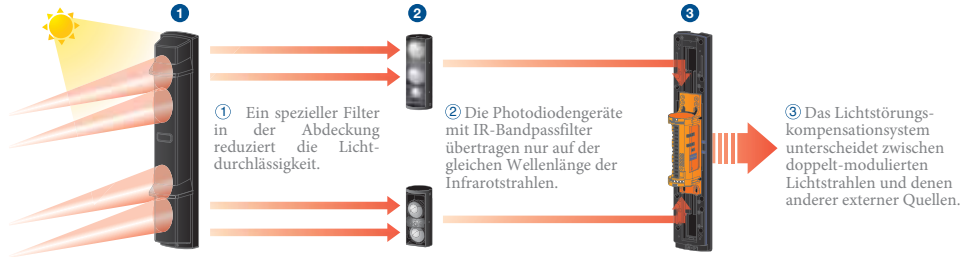 1
2
3
① Ein spezieller Filter
in der Abdeckung
reduziert die Licht-
durchlässigkeit.
② Die Photodiodengeräte
mit IR-Bandpassfilter
übertragen nur auf der
gleichen Wellenlänge der
Infrarotstrahlen.
③ Das Lichtstörungs-
kompensationsystem
unterscheidet zwischen
doppelt-modulierten
Lichtstrahlen und denen
anderer externer Quellen.